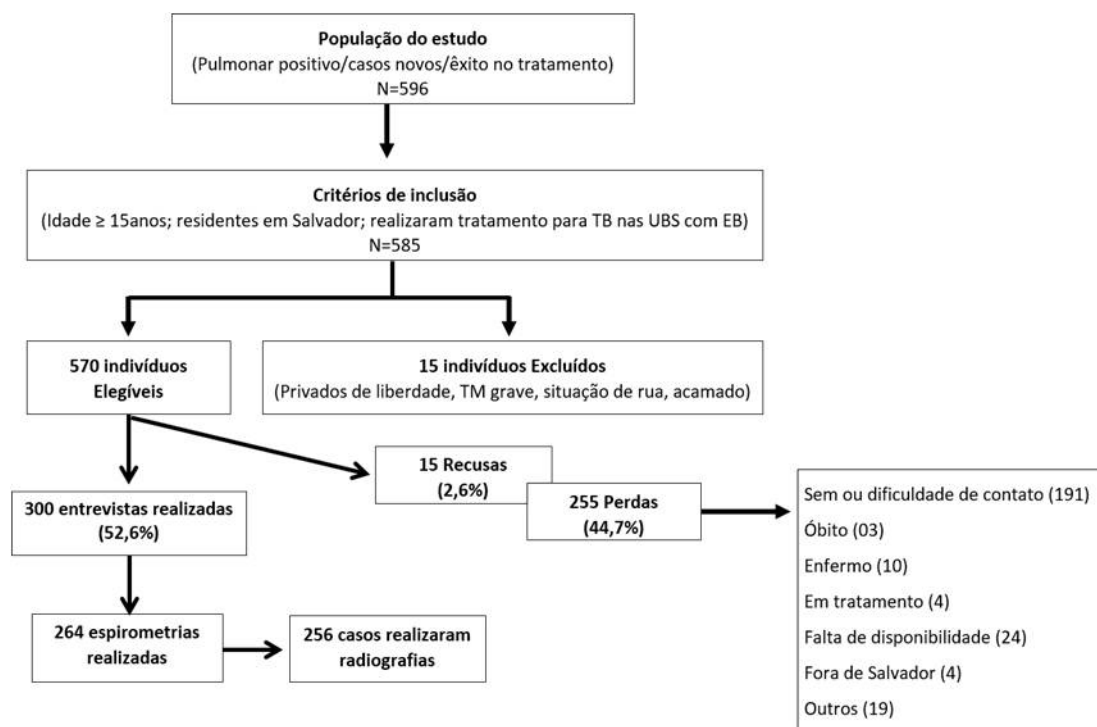 População do estudo
(Pulmonar positivo/casos novos/êxito no tratamento)
N=596
Critérios de inclusão
(Idade ≥ 15anos; residentes em Salvador; realizaram tratamento para TB nas UBS com EB)
N=585
570 indivíduos
Elegíveis
15 indivíduos Excluídos
(Privados de liberdade, TM grave, situação de rua, acamado)
15 Recusas
(2,6%)
255 Perdas
(44,7%)
300 entrevistas realizadas
(52,6%)
264 espirometrias
realizadas
256 casos realizaram
radiografias
Sem ou dificuldade de contato (191)
Óbito (03)
Enfermo (10)
Em tratamento (4)
Falta de disponibilidade (24)
Fora de Salvador (4)
Outros (19)